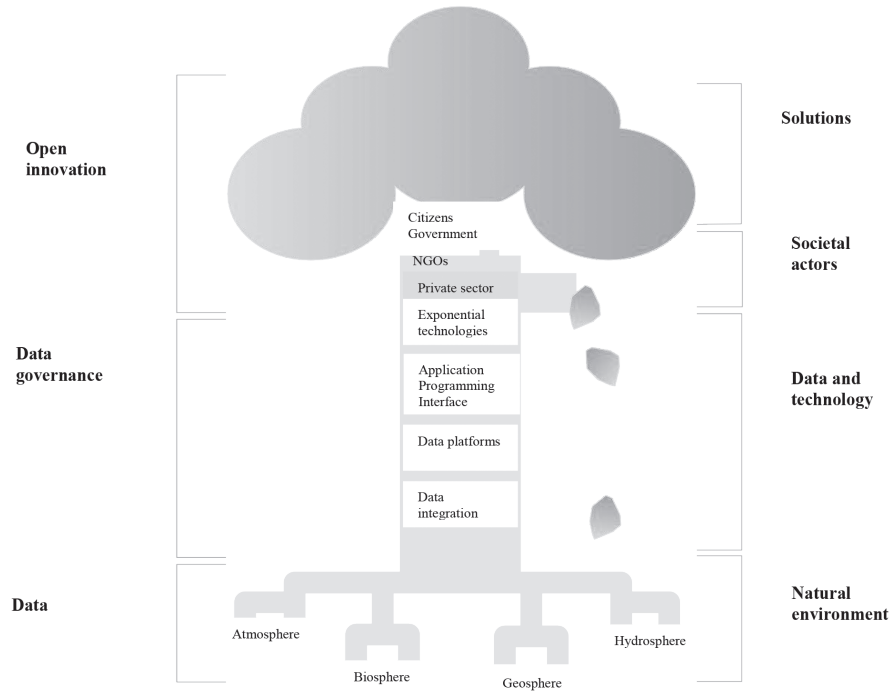 Open
innovation
Data
governance
Data
Citizens
Government
NGOs
Private sector
Exponential
technologies
Application
Programming
Interface
Data platforms
Data
integration
Atmosphere
Biosphere
Geosphere
Hydrosphere
Solutions
Societal
actors
Data and
technology
Natural
environment